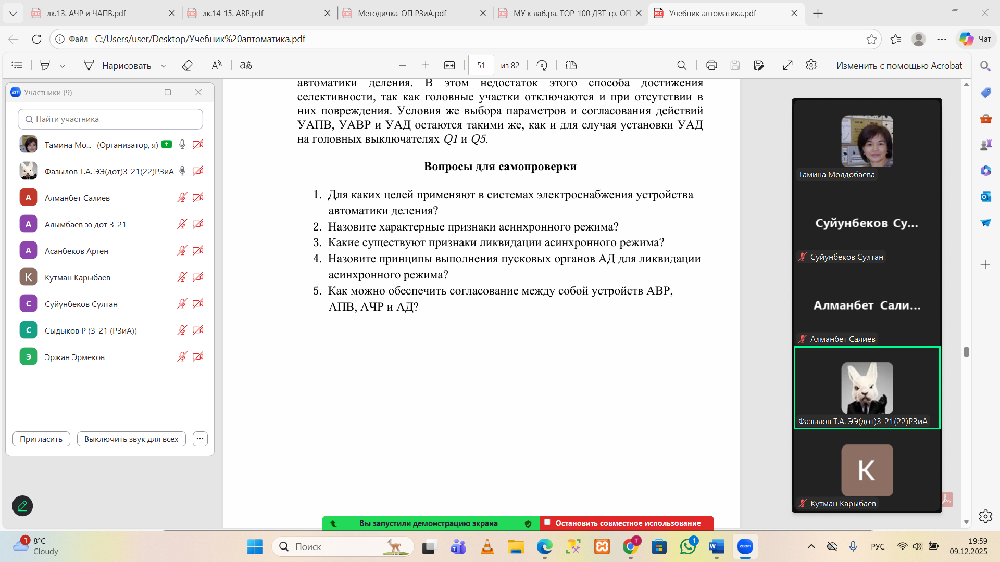 лк.13. АЧР и ЧАПВ.pdf
лк.14-15. АВР.pdf
Методичка_ОП РЗиА.pdf
МУ к лаб.ра. ТОР-100 ДЗТ тр. ОП
Учебник автоматика.pdf
Файл
C:/Users/user/Desktop/Учебник%20автоматика.pdf
Чат
Нарисовать
51
из 82
Изменить с помощью Acrobat
Участники (9)
Найти участника
Тамина Мо... (Организатор, я)
Фазылов Т.А. ЭЭ(дот)3-21(22)РЗиА
А
Алманбет Салиев
А
Алымбаев ээ дот 3-21
А
Асанбеков Арген
К
Кутман Карыбаев
С
Суйунбеков Султан
С
Сыдыков Р (3-21 (РЗиА))
Э
Эржан Эрмеков
Пригласить
Выключить звук для всех
автоматики деления. В этом недостаток этого способа достижения
селективности, так как головные участки отключаются и при отсутствии в
них повреждения. Условия же выбора параметров и согласования действий
УАПВ, УАВР и УАД остаются такими же, как и для случая установки УАД
на головных выключателях Q1 и Q5.
Вопросы для самопроверки
1. Для каких целей применяют в системах электроснабжения устройства
автоматики деления?
2. Назовите характерные признаки асинхронного режима?
3. Какие существуют признаки ликвидации асинхронного режима?
4. Назовите принципы выполнения пусковых органов АД для ликвидации
асинхронного режима?
5. Как можно обеспечить согласование между собой устройств АВР,
АПВ, АЧР и АД?
Тамина Молдобаева
Суйунбеков Су...
Суйунбеков Султан
Алманбет Сали...
Алманбет Салиев
Фазылов Т.А. ЭЭ(дот)3-21(22)РЗиА
К
Кутман Карыбаев
Вы запустили демонстрацию экрана
Остановить совместное использование
1
8°C
Cloudy
Поиск
T
1
zoom
РУС
19:59
09.12.2025